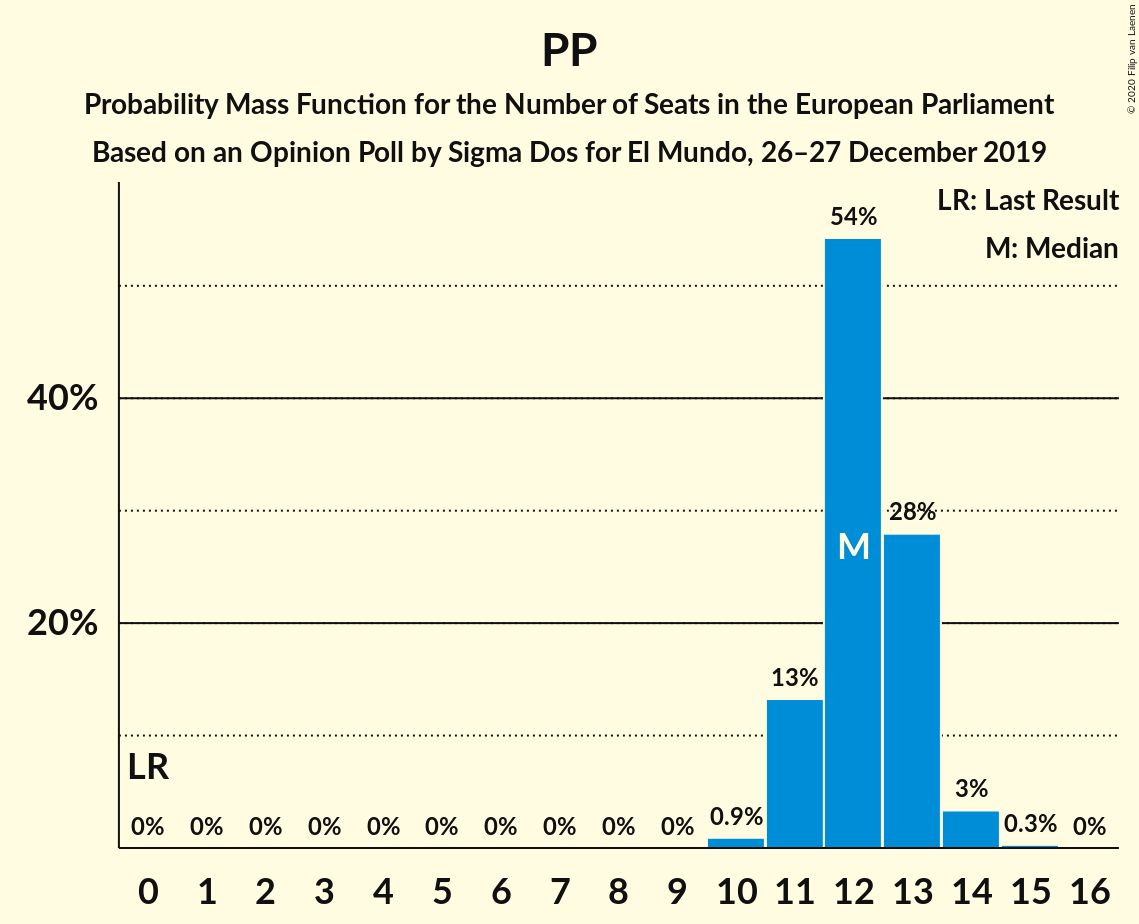 PP
Probability Mass Function for the Number of Seats in the European Parliament
Based on an Opinion Poll by Sigma Dos for El Mundo, 26–27 December 2019
© 2020 Filip van Laenen
LR: Last Result
M: Median
54%
40%
28%
M
20%
13%
LR
0% 0% 0% 0% 0% 0% 0% 0% 0% 0% 0.9% 3% 0.3% 0%
0 1 2 3 4 5 6 7 8 9 10 11 12 13 14 15 16